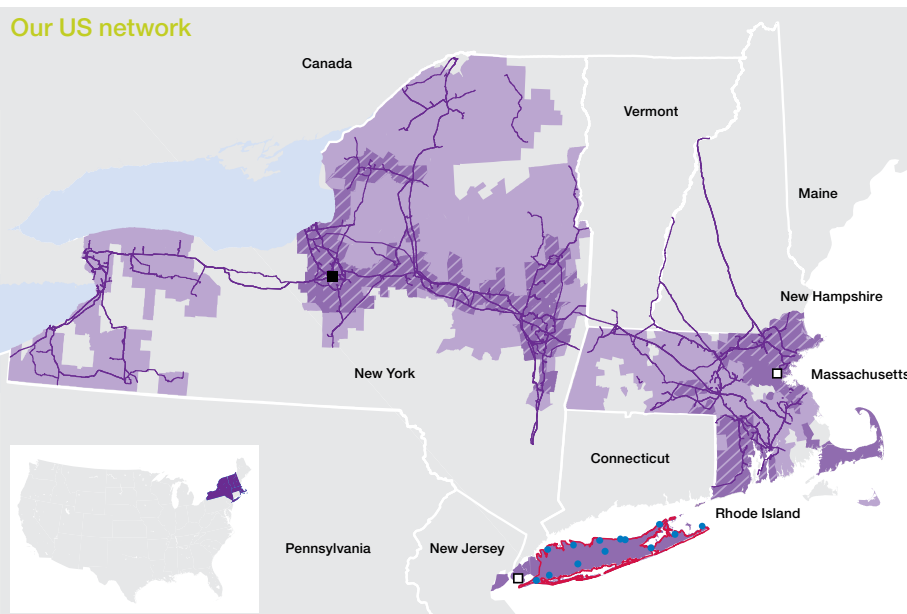 Our US network
Canada
Vermont
Maine
New Hampshire
New York
Massachusetts
Connecticut
Rhode Island
Pennsylvania
New Jersey